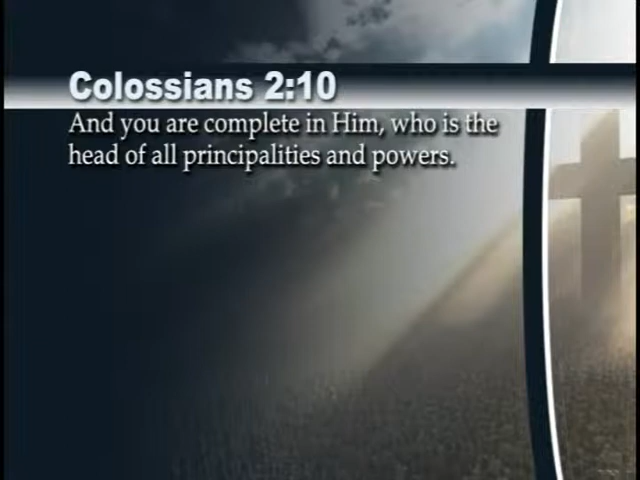 Colossians 2:10
And you are complete in Him, who is the
head of all principalities and powers.